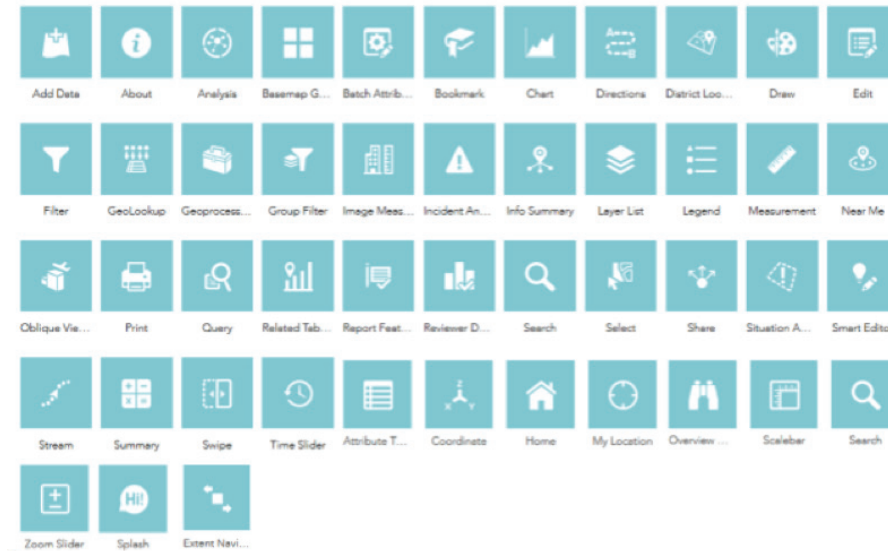 Add Data About Analysis Basemap G... Batch Attrib... Bookmark Chart Directions District Loo... Draw Edit
Filter GeoLookup Geoprocess... Group Filter Image Meas... Incident An... Info Summary Layer List Legend Measurement Near Me
Oblique Vie... Print Query Related Tab... Report Feat... Reviewer D... Search Select Share Situation A... Smart Edito
A B
Z
X Y
Stream Summary Swipe Time Slider Attribute T... Coordinate Home My Location Overview ... Scalebar Search
Hi!
Zoom Slider Splash Extent Navi...